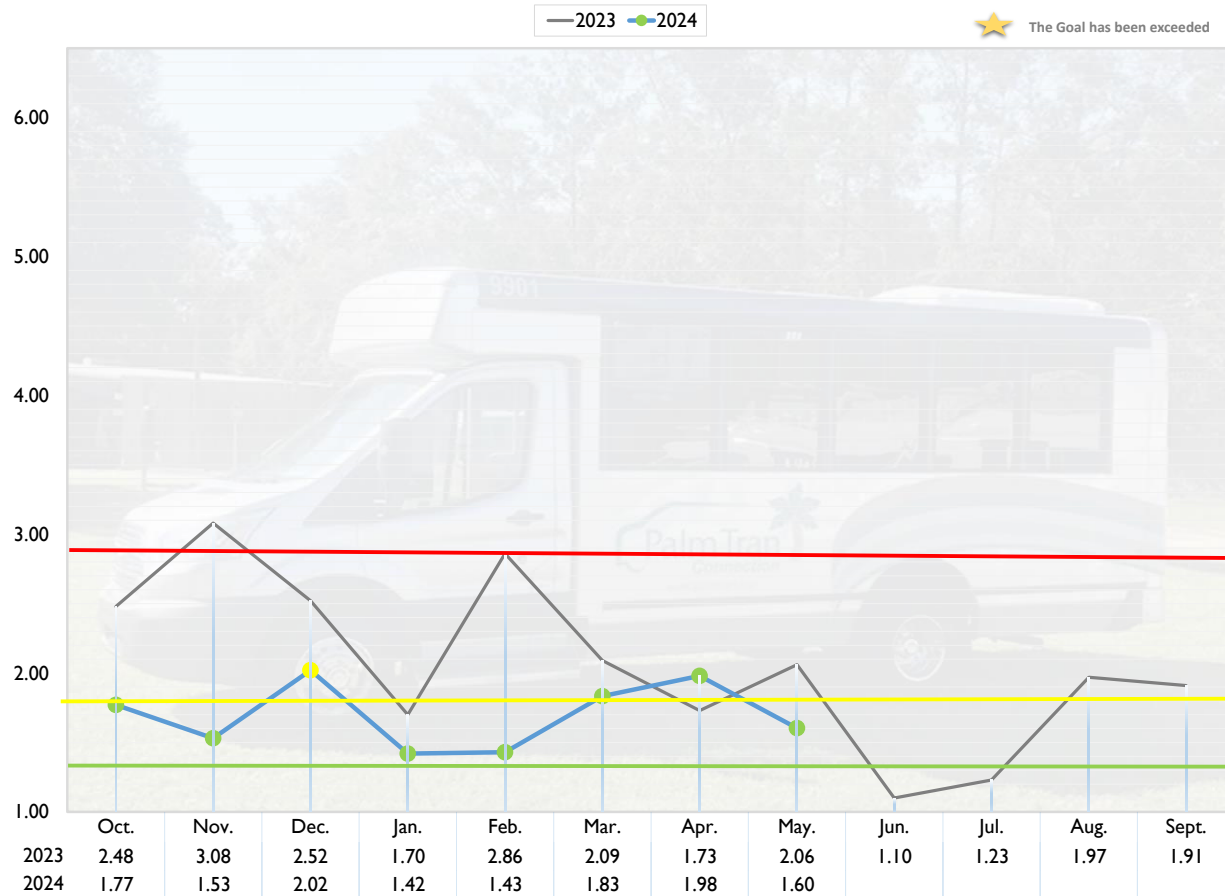 2023 2024
The Goal has been exceeded
6.00
5.00
4.00
3.00
2.00
1.00
9901
PalmTran
Connection
Oct. Nov. Dec. Jan. Feb. Mar. Apr. May. Jun. Jul. Aug. Sept.
2023 2.48 3.08 2.52 1.70 2.86 2.09 1.73 2.06 1.10 1.23 1.97 1.91
2024 1.77 1.53 2.02 1.42 1.43 1.83 1.98 1.60